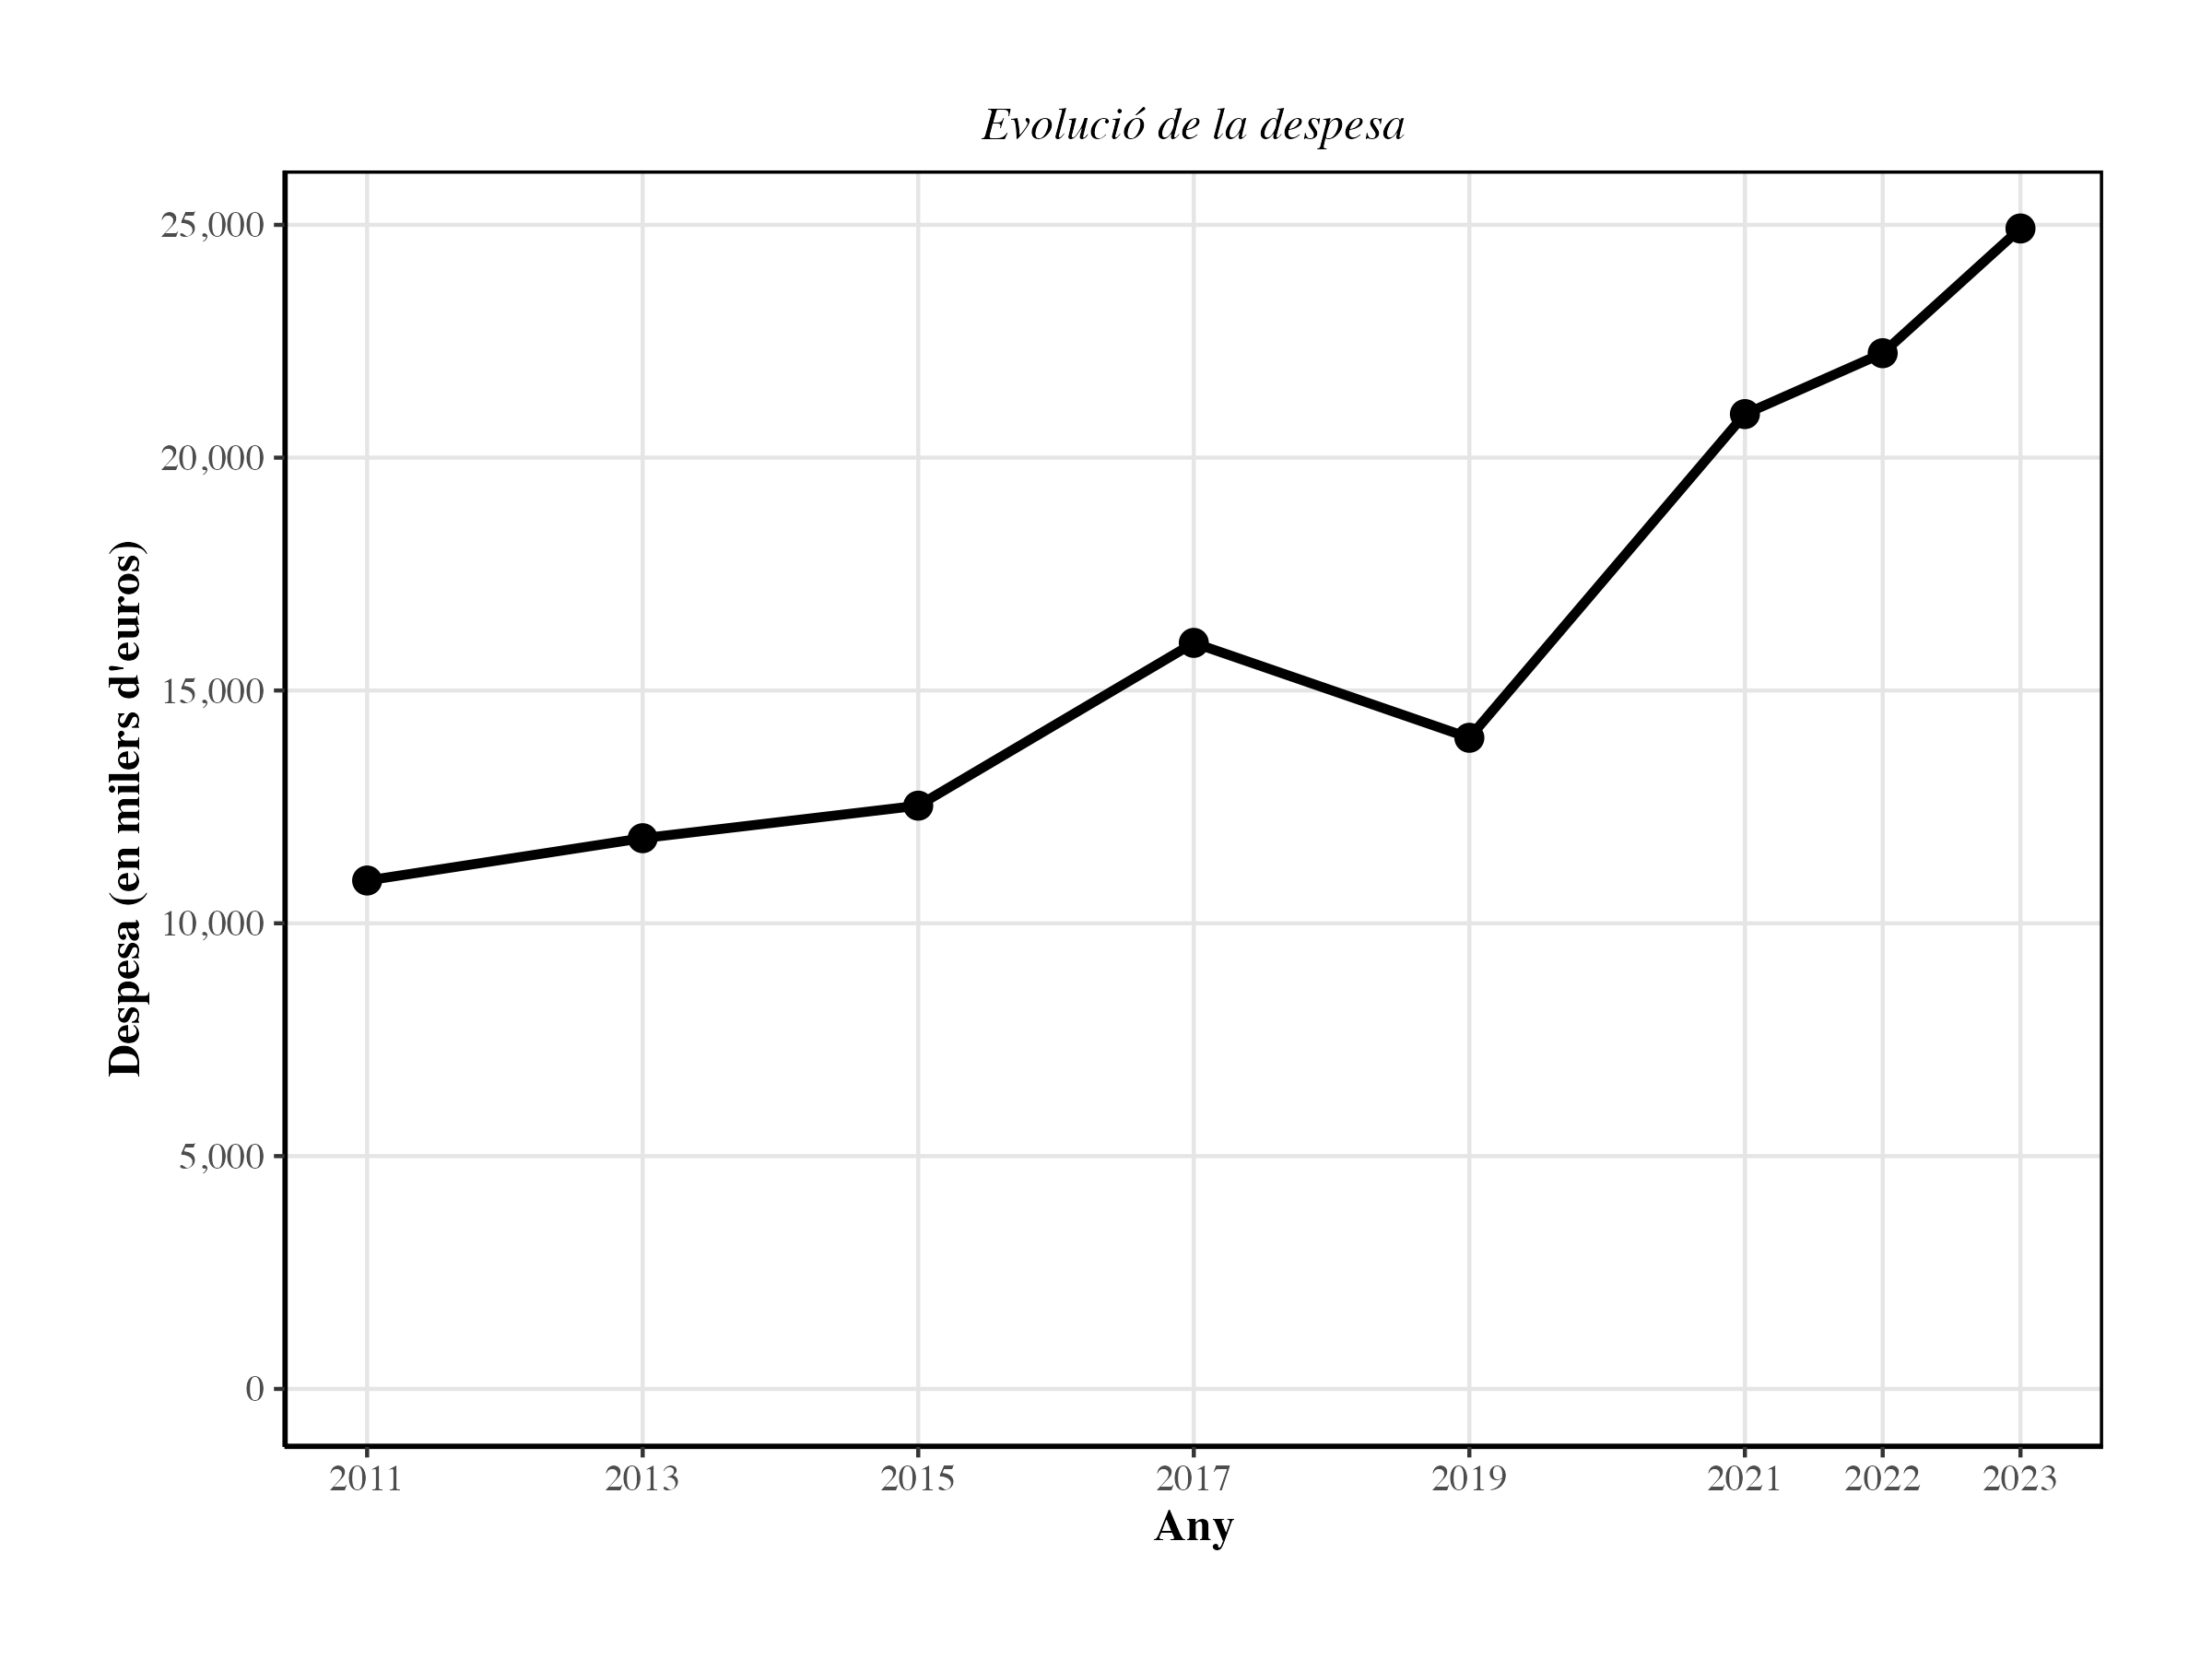 Evolució de la despesa
25,000
20,000
15,000
10,000
5,000
0
Despesa (en milers d'euros)
2011 2013 2015 2017 2019 2021 2022 2023
Any